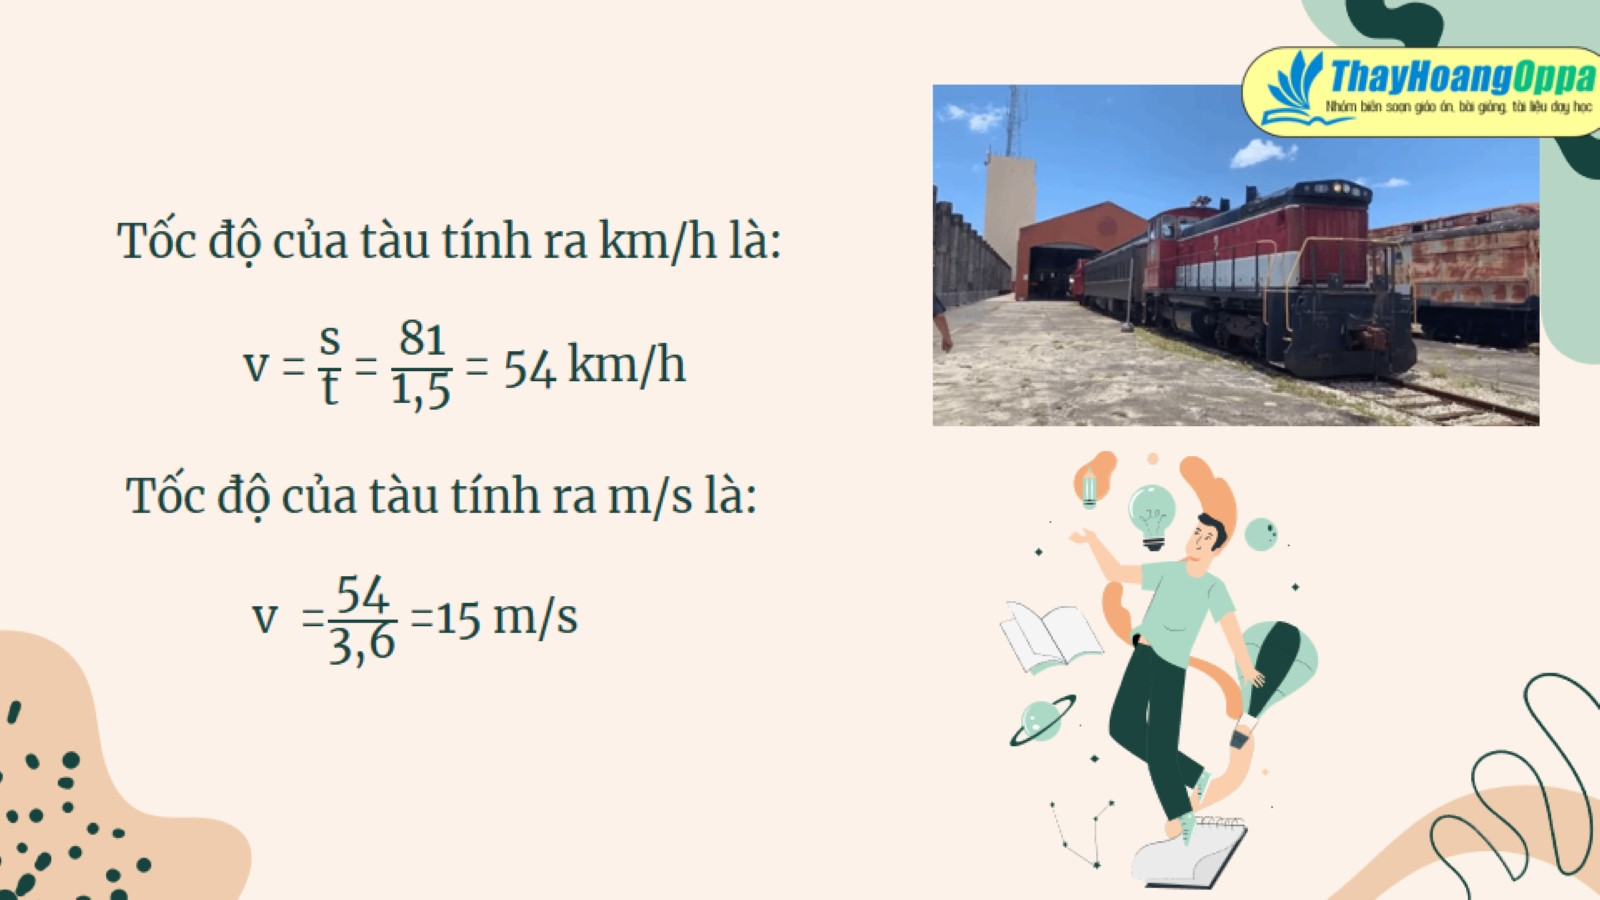 ThayHoangOppa
Nhóm biên soạn giáo án, bài giảng, tài liệu dạy học
Tốc độ của tàu tính ra km/h là:
v = s/t = 81/1,5 = 54 km/h
Tốc độ của tàu tính ra m/s là:
v = 54/3,6 =15 m/s